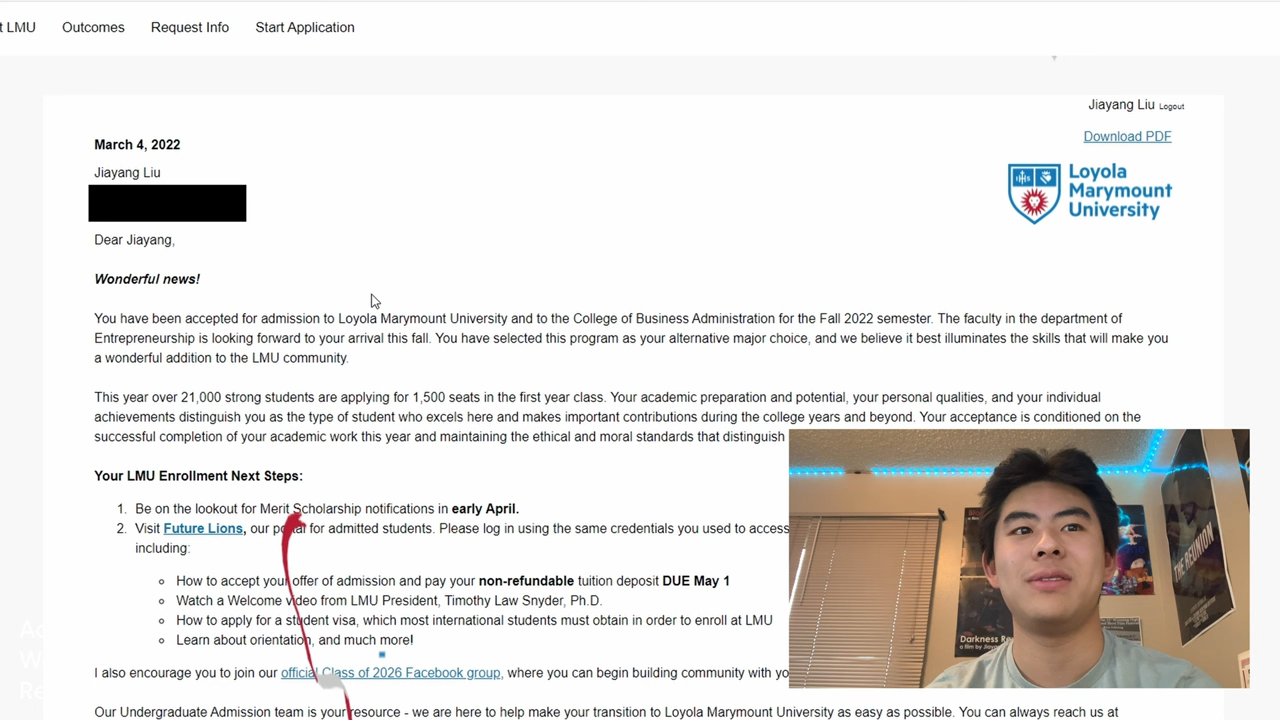 t LMU Outcomes Request Info Start Application
Jiayang Liu Logout
Download PDF
Loyola
Marymount
University
March 4, 2022
Jiayang Liu
Dear Jiayang,
Wonderful news!
You have been accepted for admission to Loyola Marymount University and to the College of Business Administration for the Fall 2022 semester. The faculty in the department of
Entrepreneurship is looking forward to your arrival this fall. You have selected this program as your alternative major choice, and we believe it best illuminates the skills that will make you
a wonderful addition to the LMU community.
This year over 21,000 strong students are applying for 1,500 seats in the first year class. Your academic preparation and potential, your personal qualities, and your individual
achievements distinguish you as the type of student who excels here and makes important contributions during the college years and beyond. Your acceptance is conditioned on the
successful completion of your academic work this year and maintaining the ethical and moral standards that distinguish
Your LMU Enrollment Next Steps:
1. Be on the lookout for Merit Scholarship notifications in early April.
2. Visit Future Lions, our portal for admitted students. Please log in using the same credentials you used to access
including:
How to accept your offer of admission and pay your non-refundable tuition deposit DUE May 1
Watch a Welcome video from LMU President, Timothy Law Snyder, Ph.D.
How to apply for a student visa, which most international students must obtain in order to enroll at LMU
Learn about orientation, and much more!
I also encourage you to join our official Class of 2026 Facebook group, where you can begin building community with yo
Our Undergraduate Admission team is your resource - we are here to help make your transition to Loyola Marymount University as easy as possible. You can always reach us at
THE REUNION
Darkness Re
a film by Jiaya